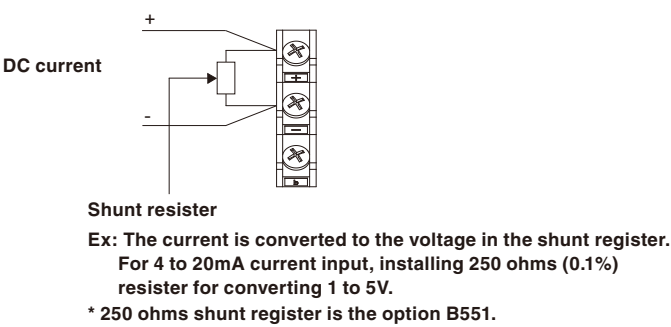 +
DC current
+
-
−
b
Shunt resister
Ex: The current is converted to the voltage in the shunt register.
For 4 to 20mA current input, installing 250 ohms (0.1%)
resister for converting 1 to 5V.
* 250 ohms shunt register is the option B551.